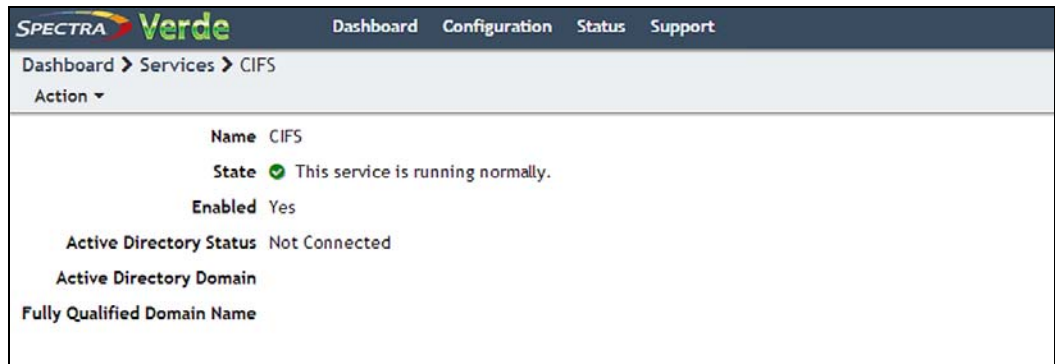 SPECTRA Verde Dashboard Configuration Status Support
Dashboard > Services > CIFS
Action
Name CIFS
State This service is running normally.
Enabled Yes
Active Directory Status Not Connected
Active Directory Domain
Fully Qualified Domain Name